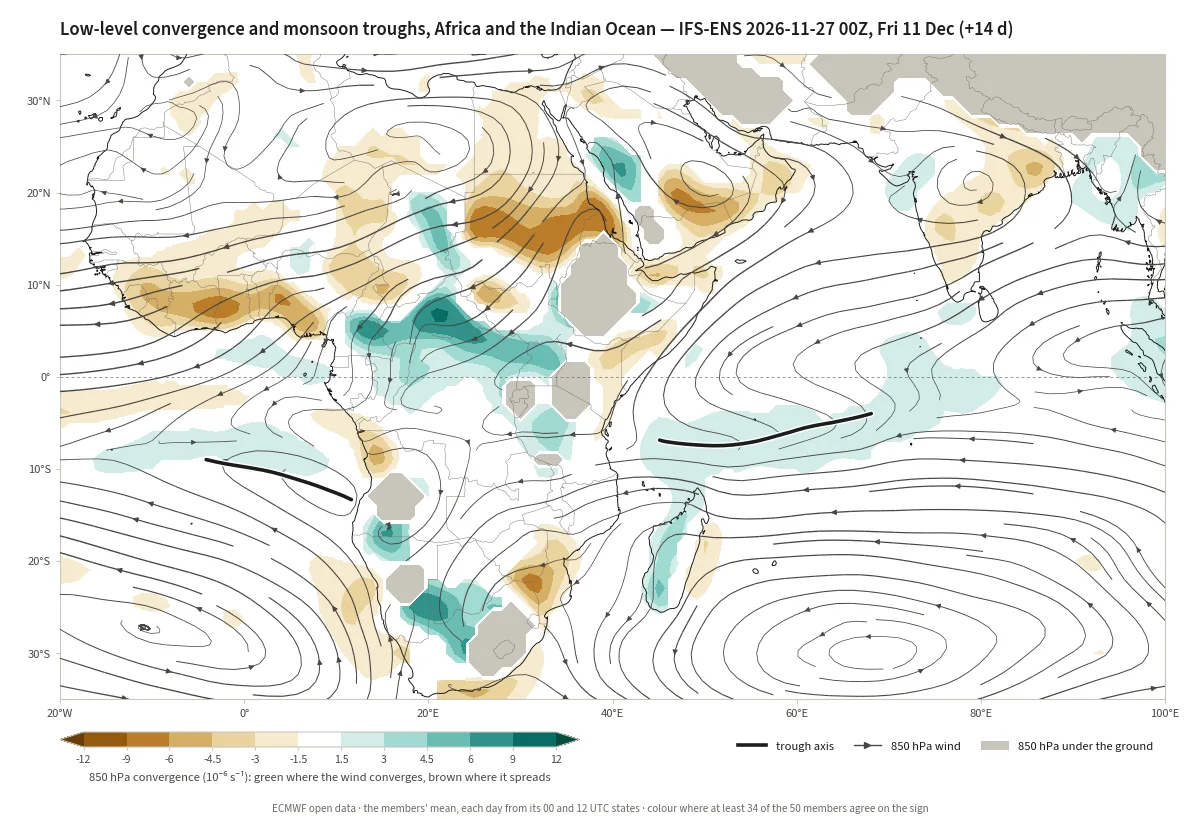 Low-level convergence and monsoon troughs, Africa and the Indian Ocean — IFS-ENS 2026-11-27 00Z, Fri 11 Dec (+14 d)
30°N
20°N
10°N
0°
10°S
20°S
30°S
20°W 0° 20°E 40°E 60°E 80°E 100°E
-12 -9 -6 -4.5 -3 -1.5 1.5 3 4.5 6 9 12
850 hPa convergence (10⁻⁶ s⁻¹): green where the wind converges, brown where it spreads
trough axis 850 hPa wind 850 hPa under the ground
ECMWF open data · the members' mean, each day from its 00 and 12 UTC states · colour where at least 34 of the 50 members agree on the sign